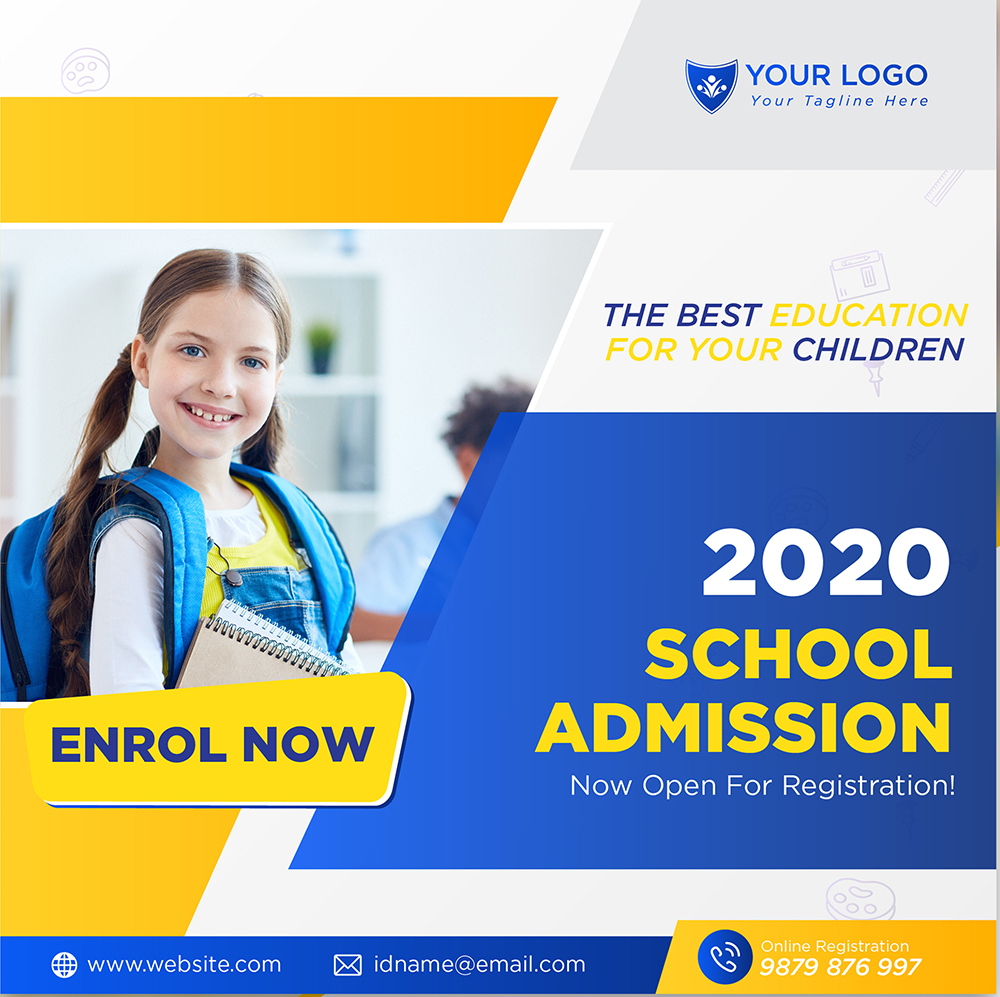 YOUR LOGO
Your Tagline Here
THE BEST EDUCATION
FOR YOUR CHILDREN
2020
SCHOOL
ADMISSION
Now Open For Registration!
ENROL NOW
www.website.com
idname@email.com
Online Registration
9879 876 997